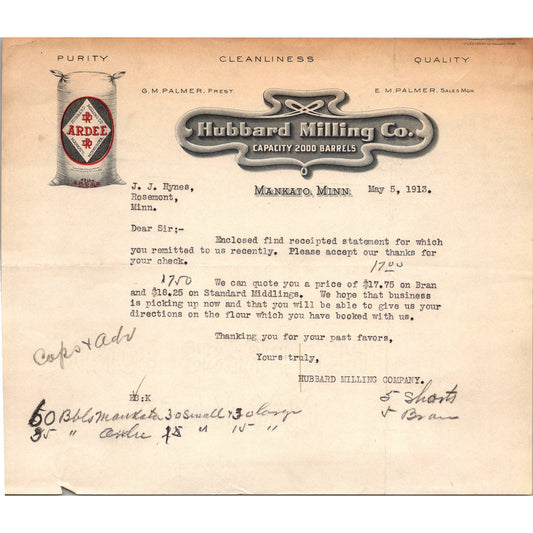 PURITY CLEANLINESS QUALITY
G.M. PALMER, PREST. E.M. PALMER, SALES MGR.
ARDEE
Hubbard Milling Co.
CAPACITY 2000 BARRELS
MANKATO, MINN. May 5, 1913.
J. J. Rynes,
Rosemont,
Minn.
Dear Sir;-
Enclosed find receipted statement for which
you remitted to us recently. Please accept our thanks for
your check.
17.00
17.50
We can quote you a price of $17.75 on Bran
and $18.25 on Standard Middlings. We hope that business
is picking up now and that you will be able to give us your
directions on the flour which you have booked with us.
Thanking you for your past favors,
Yours truly,
HUBBARD MILLING COMPANY.
Caps + Adv
:K
5 Shorts
5 Bran
60 Bbls Mankato 30 Small + 30 large
35 " Ardee " 15 "